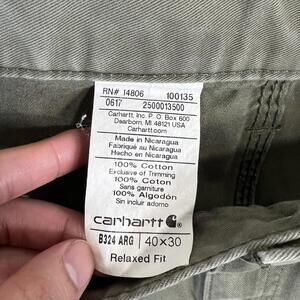 RN# 14806 100135
0617 2500013500
Carhartt, Inc. P.O. Box 600
Dearborn, MI 48121 USA
Carhartt.com
Made in Nicaragua
Fabriqué au Nicaragua
Hecho en Nicaragua
100% Cotton
Exclusive of Trimming
100% Coton
Sans garniture
100% Algodón
Sin incluir adorno
carhartt
B324 ARG 40×30
Relaxed Fit